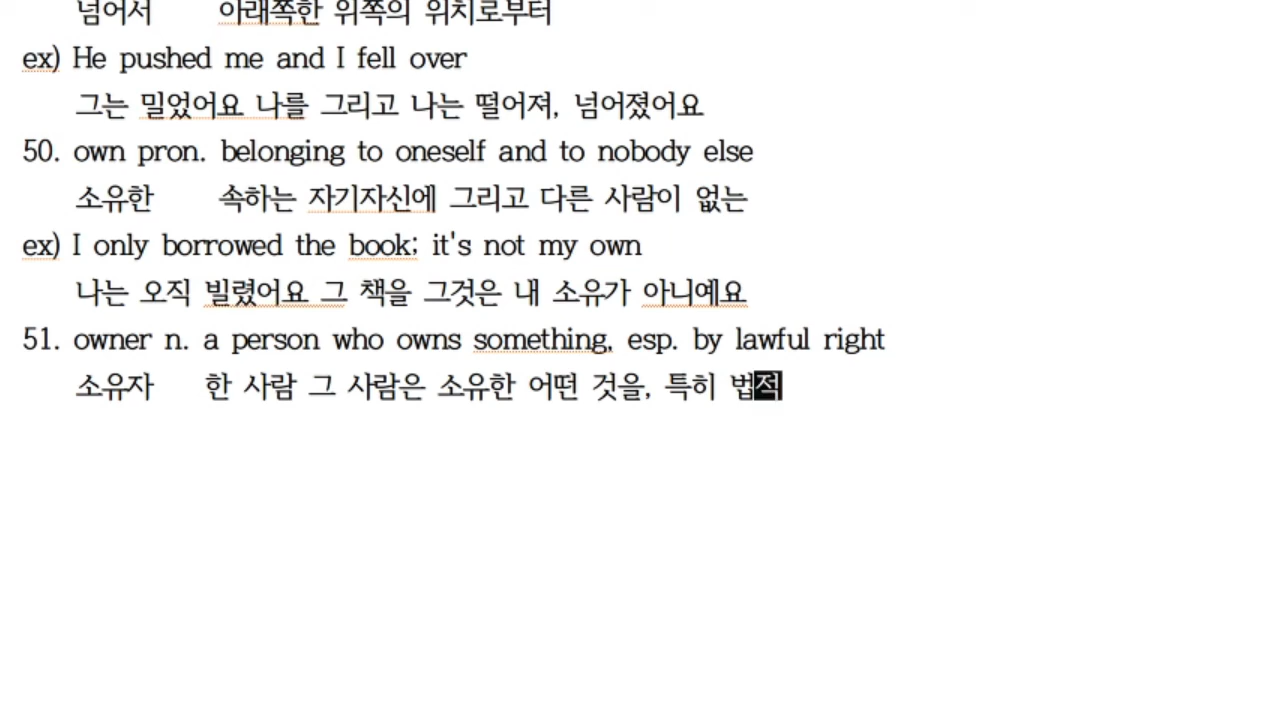 넘어서 아래쪽한 위쪽의 위치로부터
ex) He pushed me and I fell over
그는 밀었어요 나를 그리고 나는 떨어져, 넘어졌어요
50. own pron. belonging to oneself and to nobody else
소유한 속하는 자기자신에 그리고 다른 사람이 없는
ex) I only borrowed the book; it's not my own
나는 오직 빌렸어요 그 책을 그것은 내 소유가 아니예요
51. owner n. a person who owns something, esp. by lawful right
소유자 한 사람 그 사람은 소유한 어떤 것을, 특히 법적